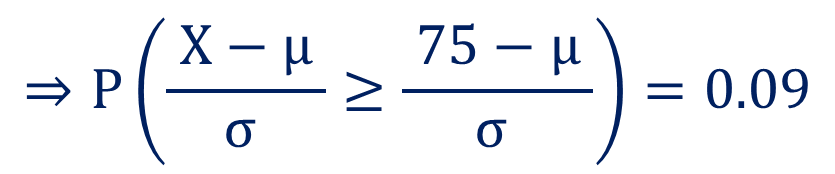 ⇒ P((X − μ)/σ ≥ (75 − μ)/σ) = 0.09